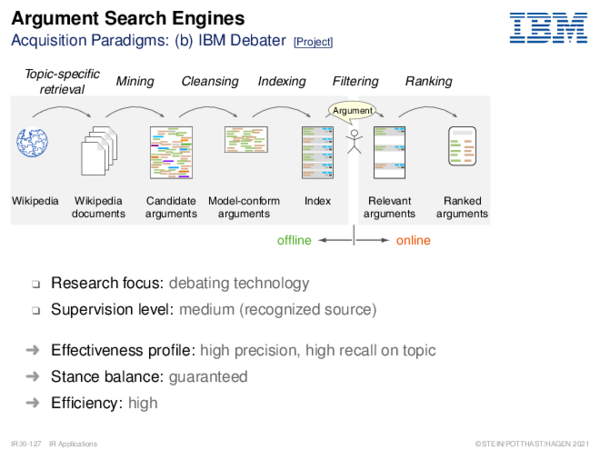 Argument Search Engines
Acquisition Paradigms: (b) IBM Debater [Project]
IBM
Topic-specific retrieval Mining Cleansing Indexing Filtering Ranking
Argument
Wikipedia Wikipedia documents Candidate arguments Model-conform arguments Index Relevant arguments Ranked arguments
offline online
❑ Research focus: debating technology
❑ Supervision level: medium (recognized source)
➜ Effectiveness profile: high precision, high recall on topic
➜ Stance balance: guaranteed
➜ Efficiency: high
IR:XI-127 IR Applications ©STEIN/POTTHAST/HAGEN 2021